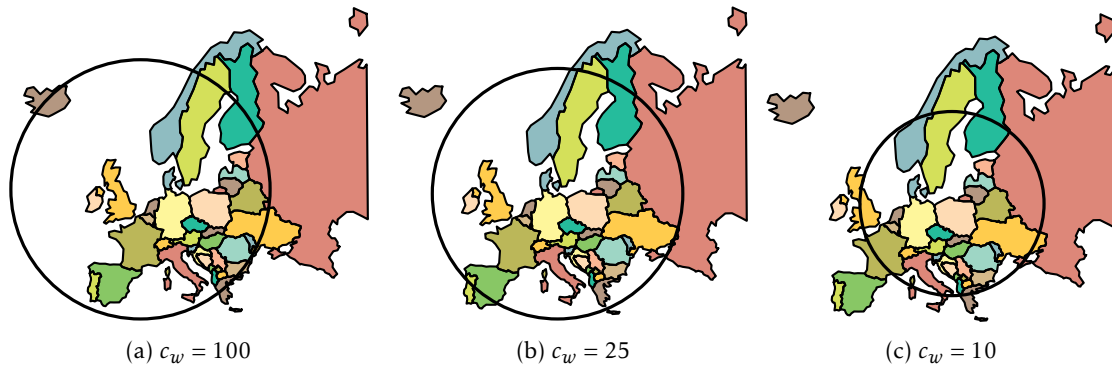 (a) c_w = 100
(b) c_w = 25
(c) c_w = 10